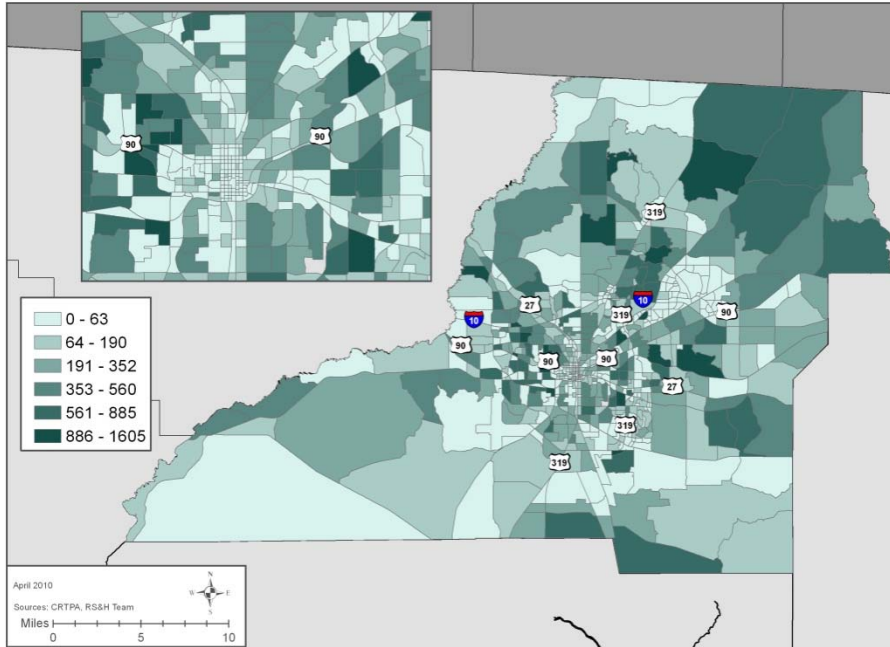 90
90
319
10
27
319
10
90
90
90
90
27
319
319
0 - 63
64 - 190
191 - 352
353 - 560
561 - 885
886 - 1605
April 2010
N
W E
S
Sources: CRTPA, RS&H Team
Miles
0 5 10